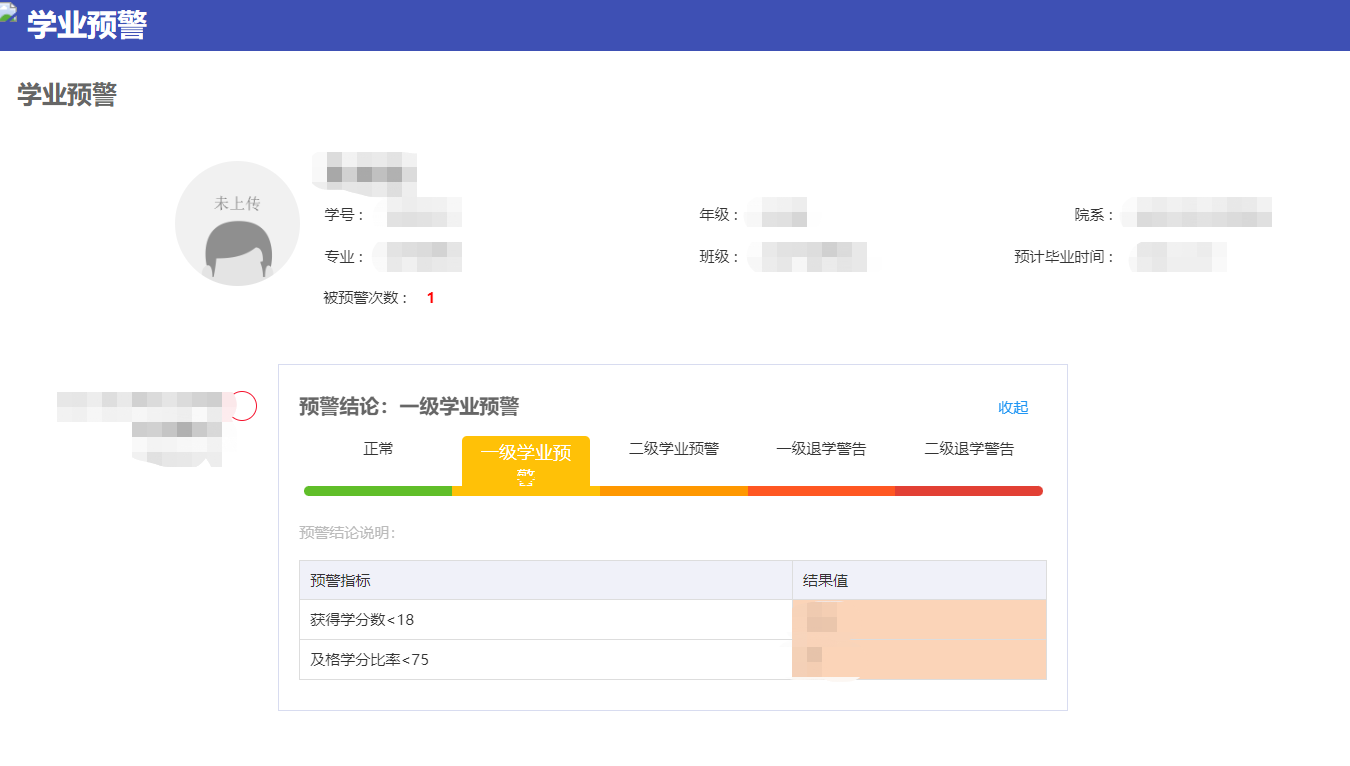 学业预警
学业预警
未上传
学号： 年级： 院系：
专业： 班级： 预计毕业时间：
被预警次数： 1
预警结论：一级学业预警 收起
正常 一级学业预警 二级学业预警 一级退学警告 二级退学警告
预警结论说明：
预警指标 结果值
获得学分数<18
及格学分比率<75